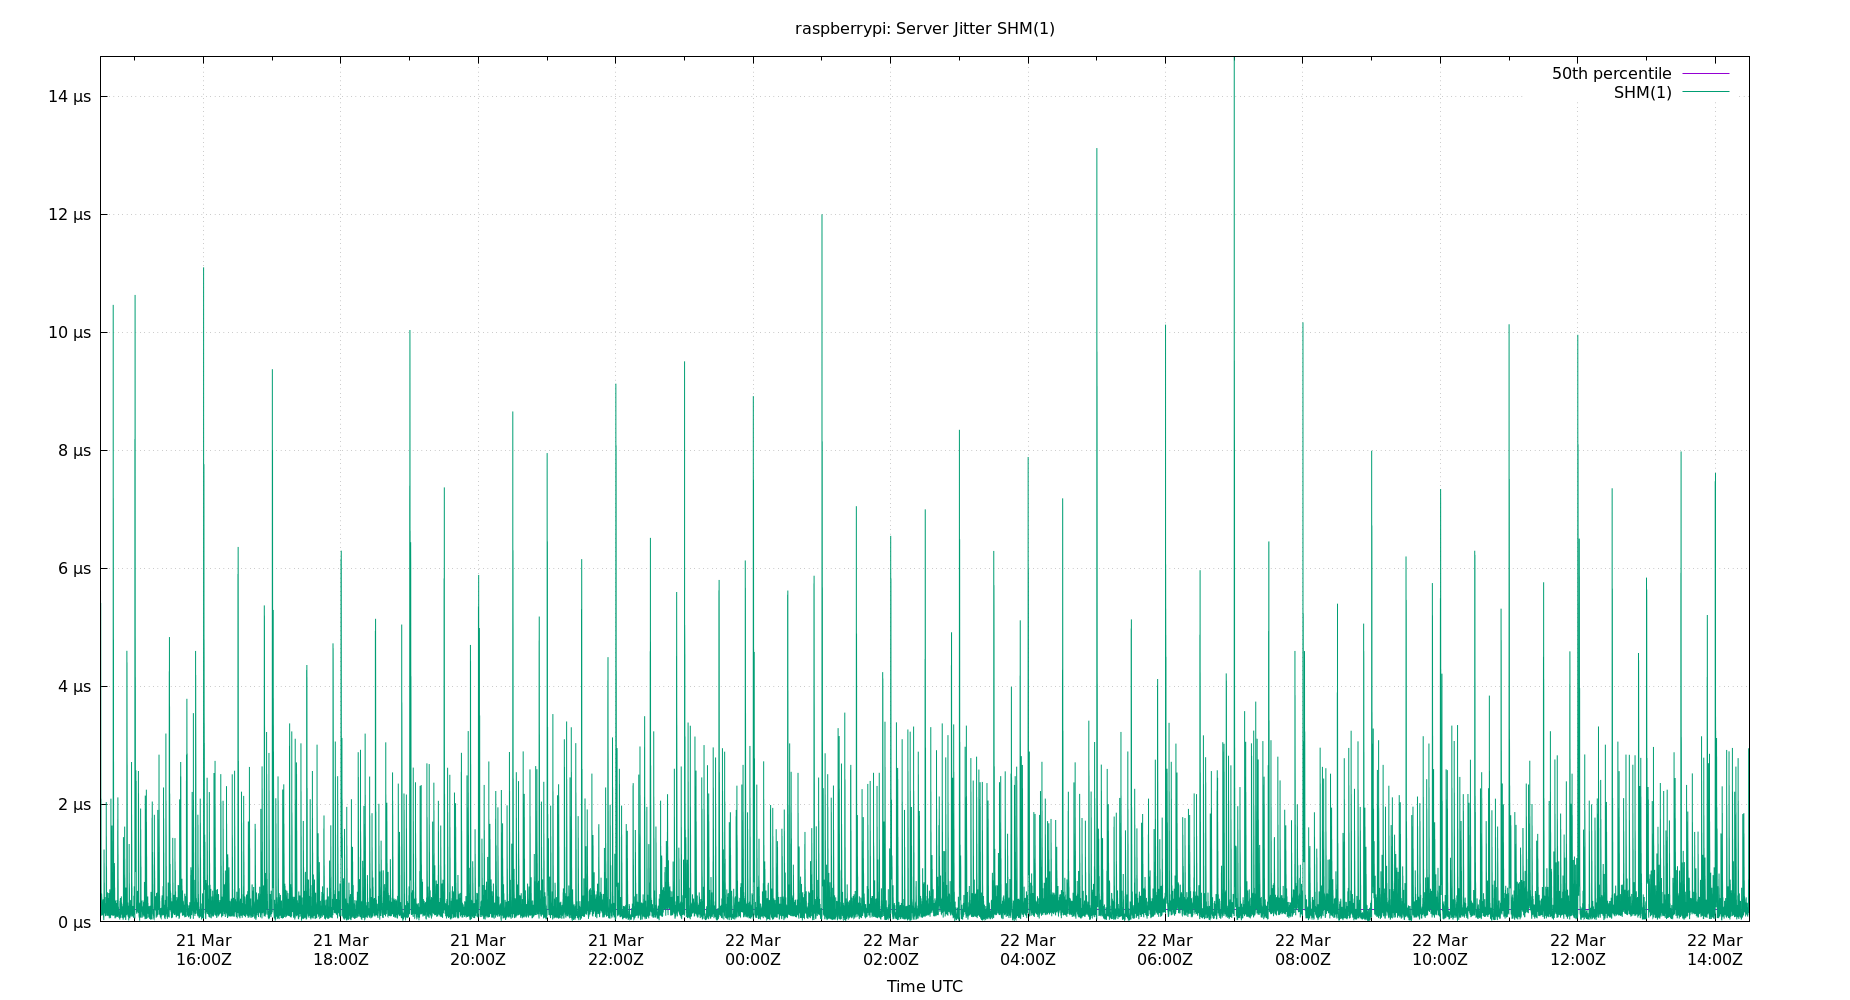 raspberrypi: Server Jitter SHM(1)
50th percentile
SHM(1)
14 µs
12 µs
10 µs
8 µs
6 µs
4 µs
2 µs
0 µs
21 Mar 21 Mar 21 Mar 21 Mar 22 Mar 22 Mar 22 Mar 22 Mar 22 Mar 22 Mar 22 Mar 22 Mar
16:00Z 18:00Z 20:00Z 22:00Z 00:00Z 02:00Z 04:00Z 06:00Z 08:00Z 10:00Z 12:00Z 14:00Z
Time UTC